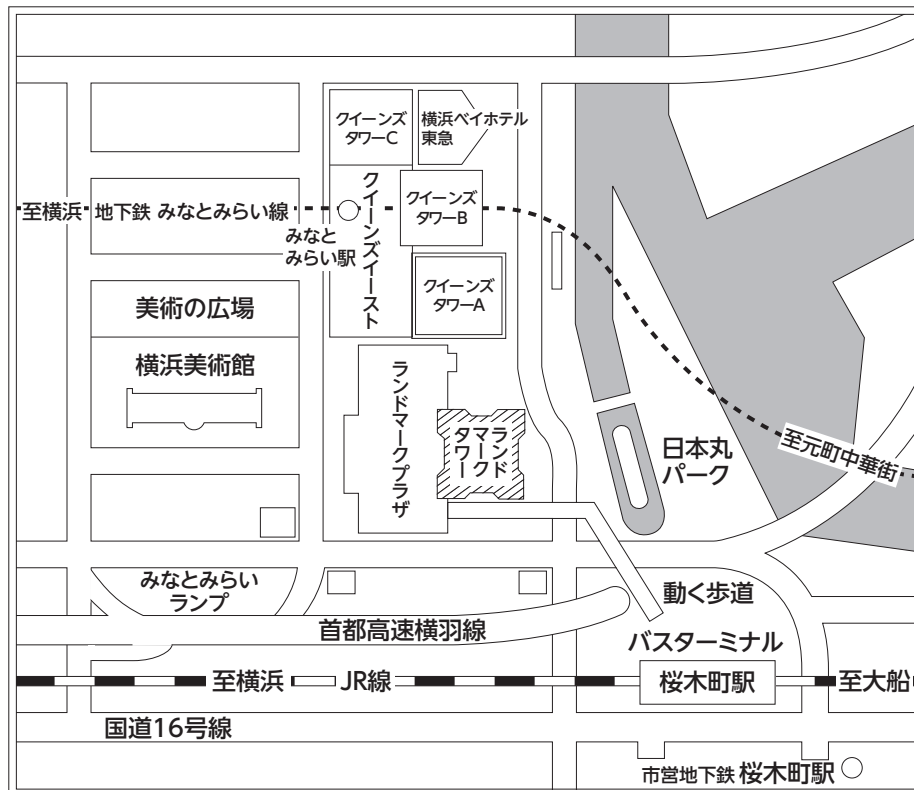 クイーンズ
タワーC
横浜ベイホテル
東急
至横浜
地下鉄 みなとみらい線
みなと
みらい駅
クイーンズイースト
クイーンズ
タワーB
クイーンズ
タワーA
美術の広場
横浜美術館
ランドマークプラザ
ランド
マーク
タワー
日本丸
パーク
至元町中華街
みなとみらい
ランプ
動く歩道
首都高速横羽線
バスターミナル
至横浜
JR線
桜木町駅
至大船
国道16号線
市営地下鉄 桜木町駅